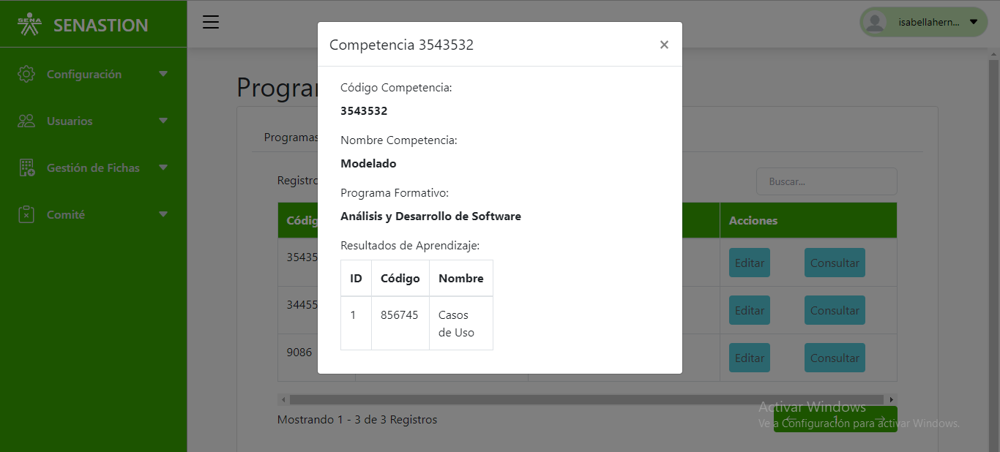 SENA
SENASTION
isabellahern...
Configuración
Usuarios
Gestión de Fichas
Comité
Competencia 3543532
×
Código Competencia:
3543532
Nombre Competencia:
Modelado
Programa Formativo:
Análisis y Desarrollo de Software
Resultados de Aprendizaje:
ID Código Nombre
1 856745 Casos
de Uso
Progra
Programas
Registro
Buscar...
Códig
Acciones
35435
Editar Consultar
34455
Editar Consultar
9086
Editar Consultar
Mostrando 1 - 3 de 3 Registros
← 1 →
Activar Windows
Ve a Configuración para activar Windows.